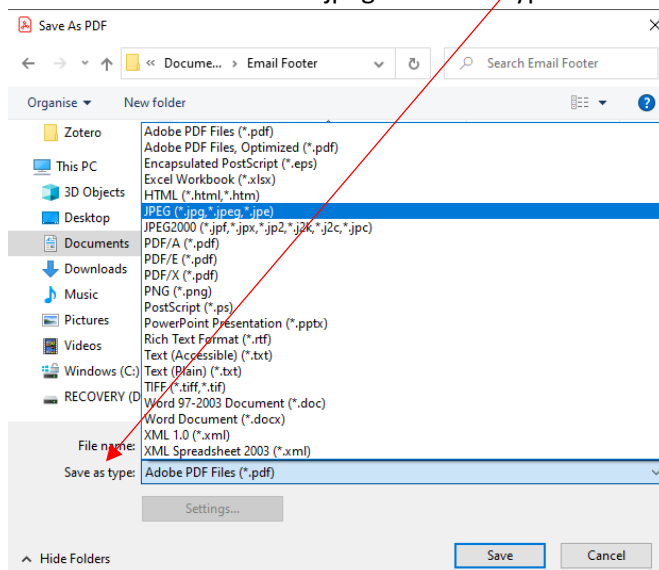 jpeg
Save As PDF
« Docume... › Email Footer
Search Email Footer
Organise
New folder
Zotero
This PC
3D Objects
Desktop
Documents
Downloads
Music
Pictures
Videos
Windows (C:)
RECOVERY (D
Adobe PDF Files (*.pdf)
Adobe PDF Files, Optimized (*.pdf)
Encapsulated PostScript (*.eps)
Excel Workbook (*.xlsx)
HTML (*.html,*.htm)
JPEG (*.jpg,*.jpeg,*.jpe)
JPEG2000 (*.jpf,*.jpx,*.jp2,*.j2k,*.j2c,*.jpc)
PDF/A (*.pdf)
PDF/E (*.pdf)
PDF/X (*.pdf)
PNG (*.png)
PostScript (*.ps)
PowerPoint Presentation (*.pptx)
Rich Text Format (*.rtf)
Text (Accessible) (*.txt)
Text (Plain) (*.txt)
TIFF (*.tiff,*.tif)
Word 97-2003 Document (*.doc)
Word Document (*.docx)
XML 1.0 (*.xml)
XML Spreadsheet 2003 (*.xml)
File name:
Save as type: Adobe PDF Files (*.pdf)
Settings...
Hide Folders
Save
Cancel